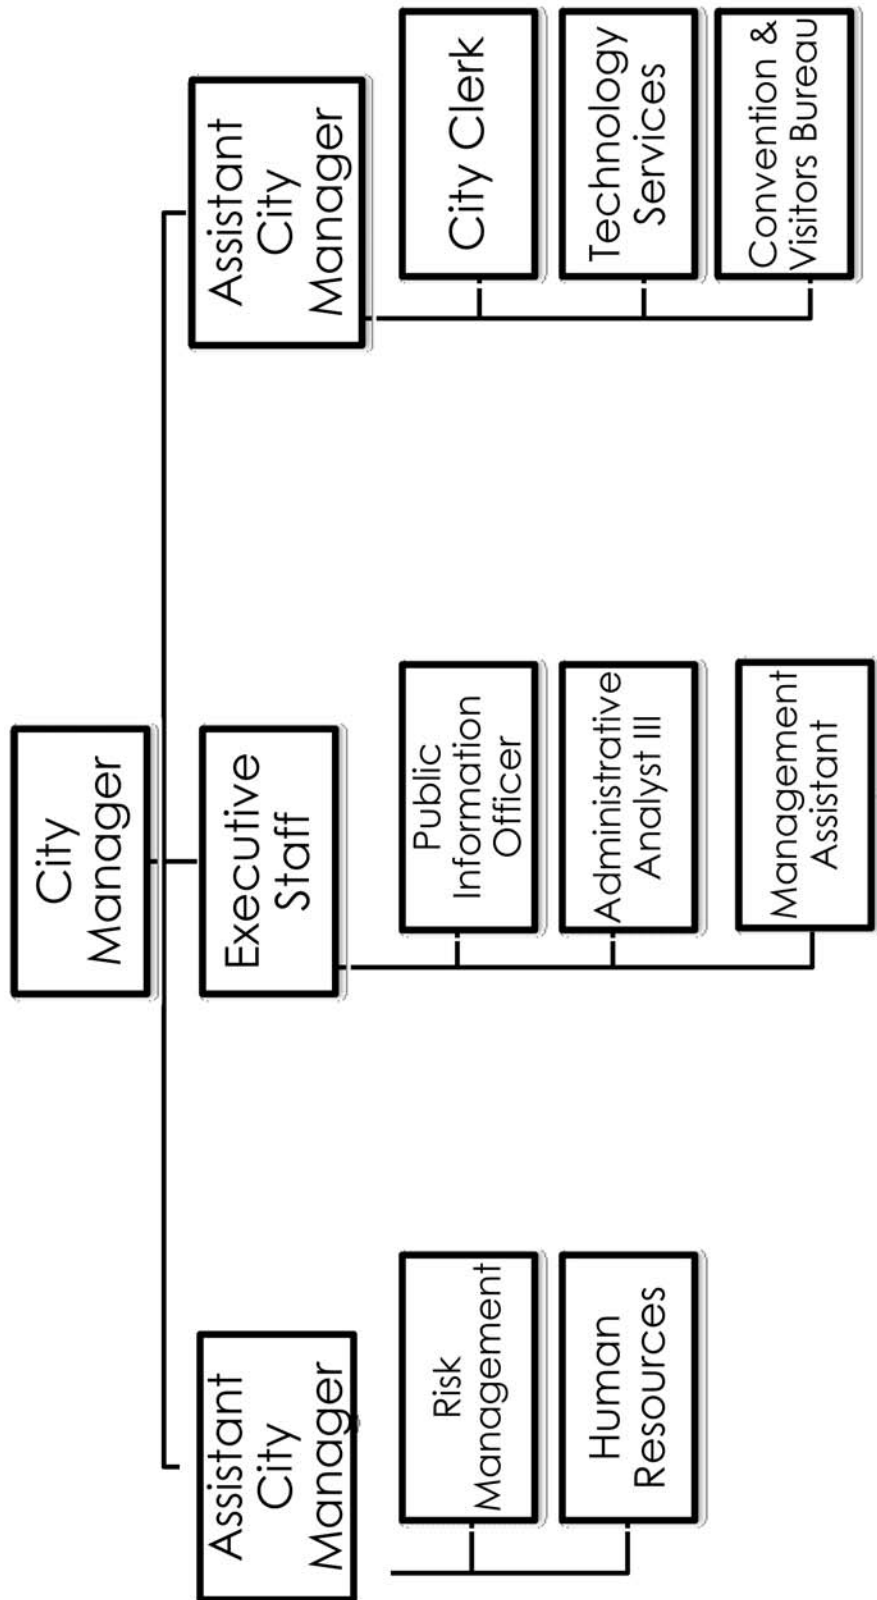 City
Manager
Assistant
City
Manager
Risk
Management
Human
Resources
Executive
Staff
Public
Information
Officer
Administrative
Analyst III
Management
Assistant
Assistant
City
Manager
City Clerk
Technology
Services
Convention &
Visitors Bureau